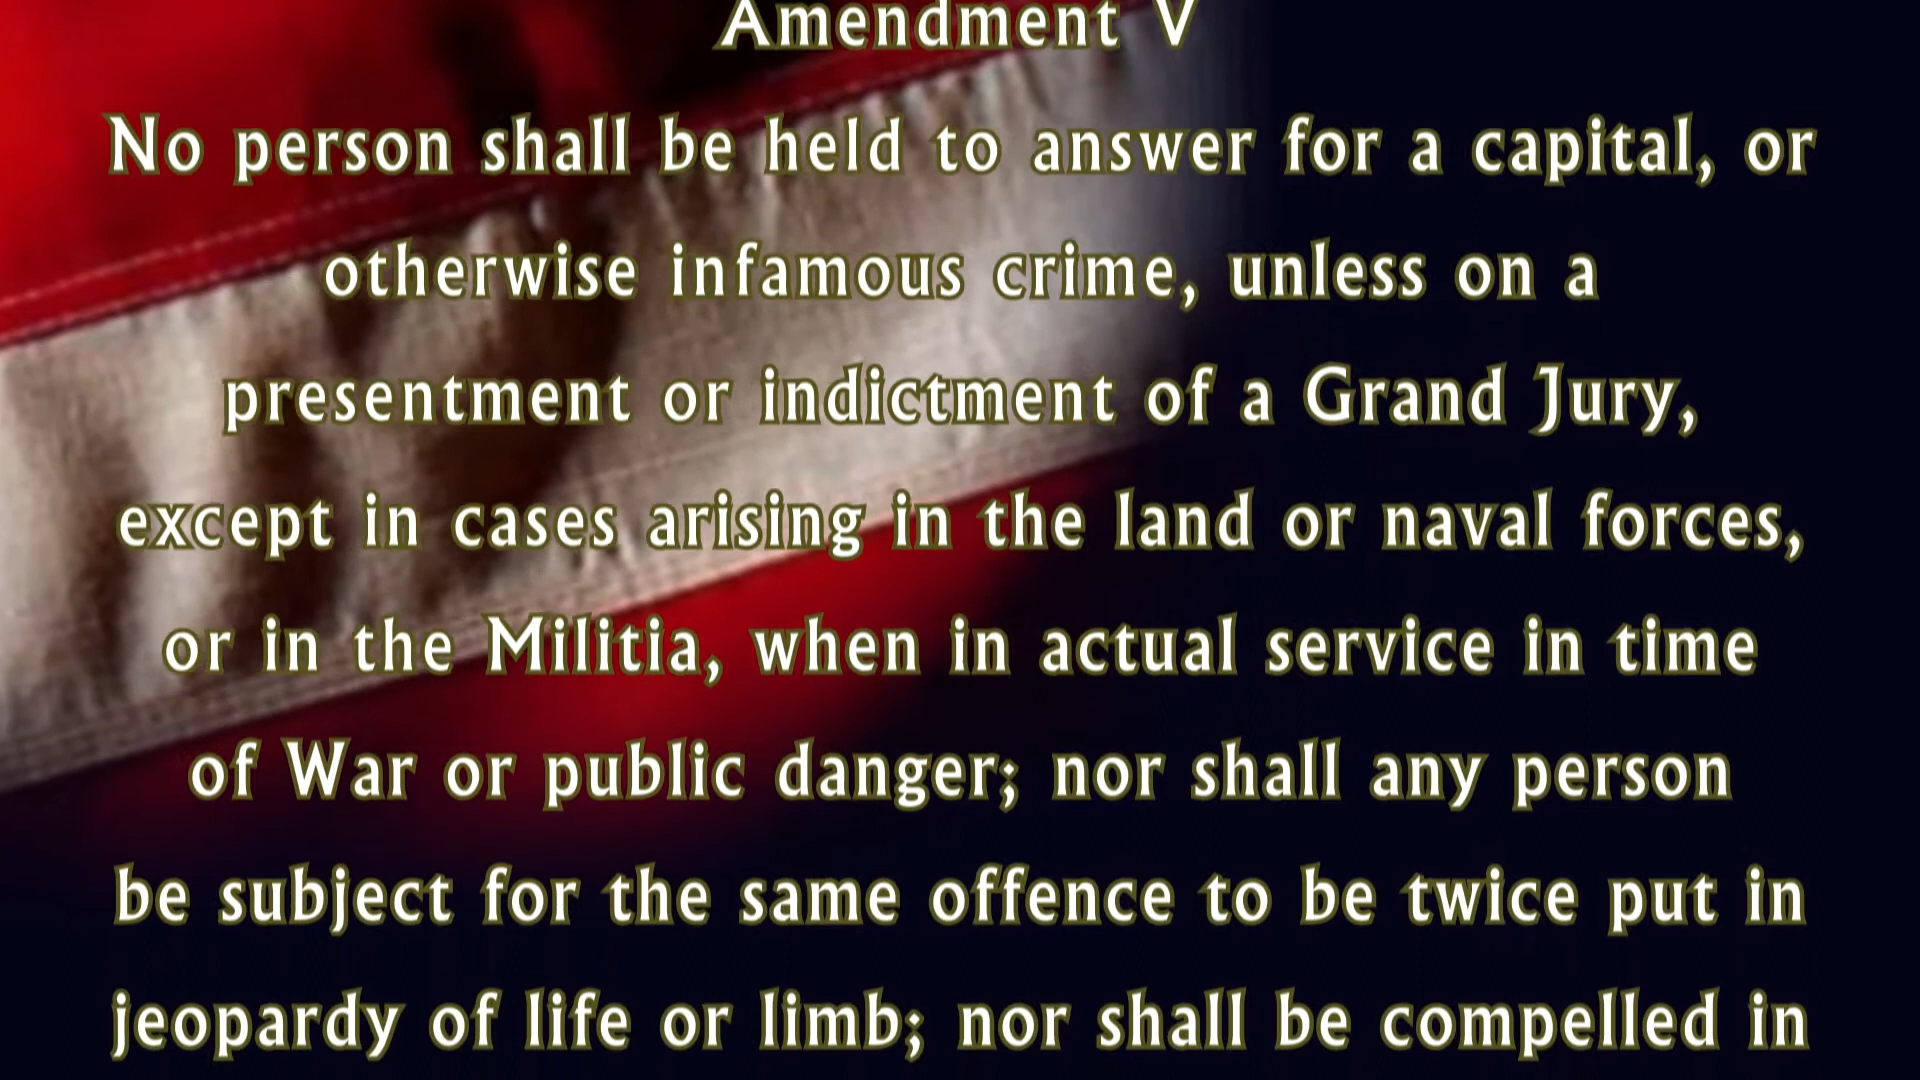 Amendment V
No person shall be held to answer for a capital, or
otherwise infamous crime, unless on a
presentment or indictment of a Grand Jury,
except in cases arising in the land or naval forces,
or in the Militia, when in actual service in time
of War or public danger; nor shall any person
be subject for the same offence to be twice put in
jeopardy of life or limb; nor shall be compelled in